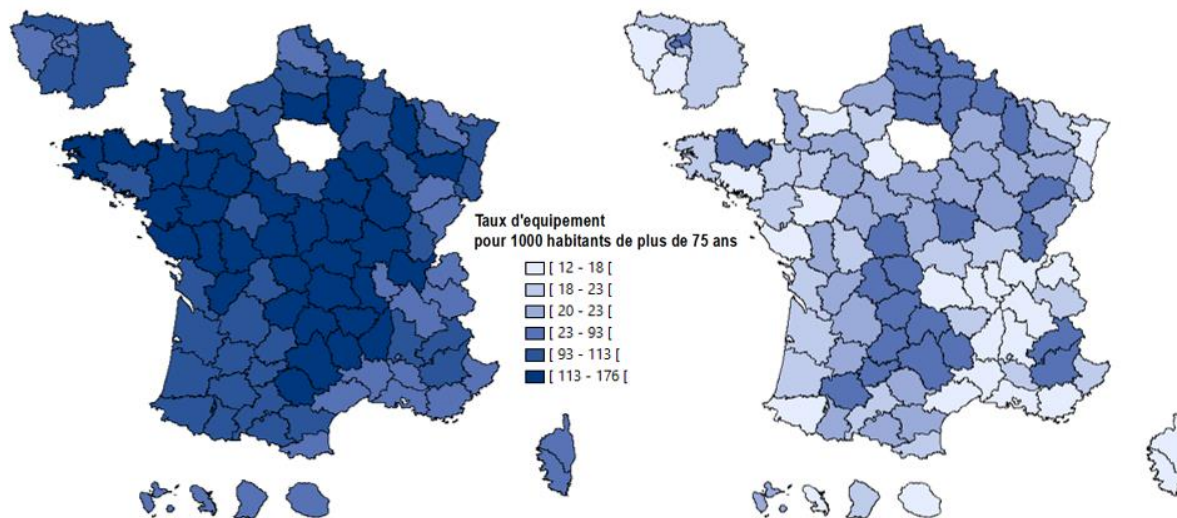 Taux d'equipement
pour 1000 habitants de plus de 75 ans
[ 12 - 18 [
[ 18 - 23 [
[ 20 - 23 [
[ 23 - 93 [
[ 93 - 113 [
[ 113 - 176 [